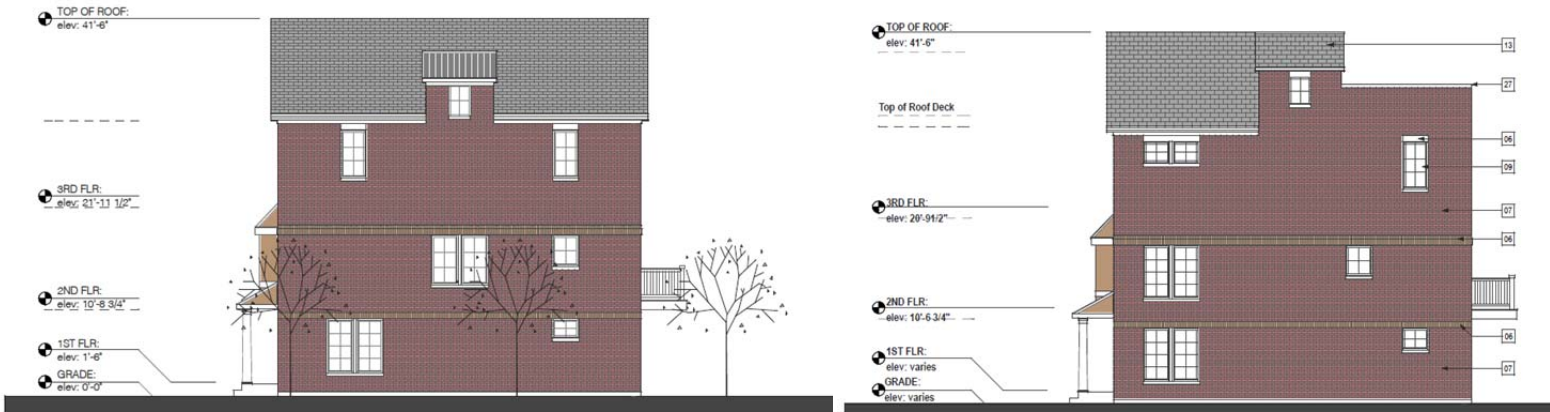 TOP OF ROOF:
elev: 41'-6"
3RD FLR:
elev: 21'-11 1/2"
2ND FLR:
elev: 10'-8 3/4"
1ST FLR:
elev: 1'-6"
GRADE:
elev: 0'-0"
TOP OF ROOF:
elev: 41'-6"
Top of Roof Deck
3RD FLR:
elev: 20'-91/2"
2ND FLR:
elev: 10'-6 3/4"
1ST FLR:
elev: varies
GRADE:
elev: varies
13
27
06
09
07
06
06
07